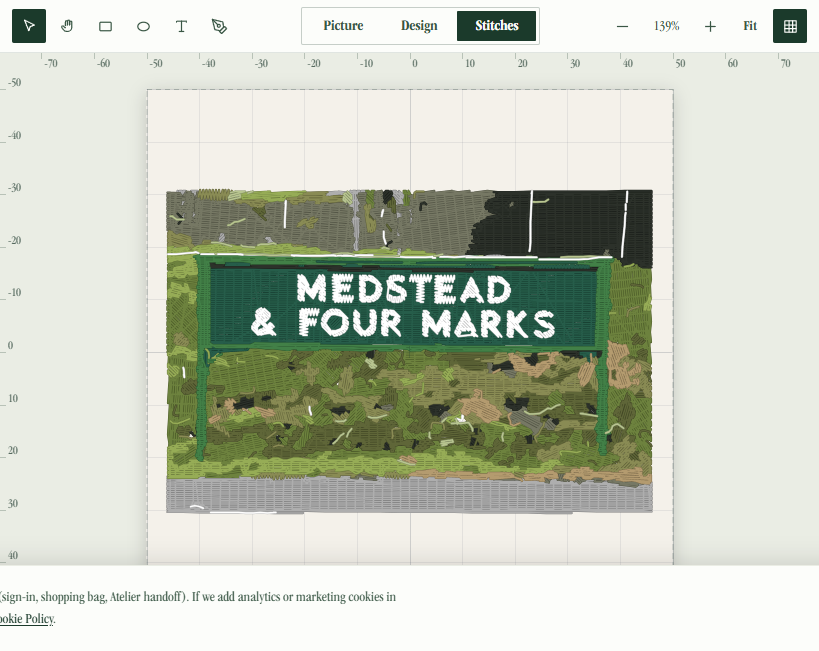 Picture Design Stitches
139% Fit
-70 -60 -50 -40 -30 -20 -10 0 10 20 30 40 50 60 70
-50
-40
-30
-20
-10
0
10
20
30
40
MEDSTEAD
& FOUR MARKS
(sign-in, shopping bag, Atelier handoff). If we add analytics or marketing cookies in
ookie Policy.